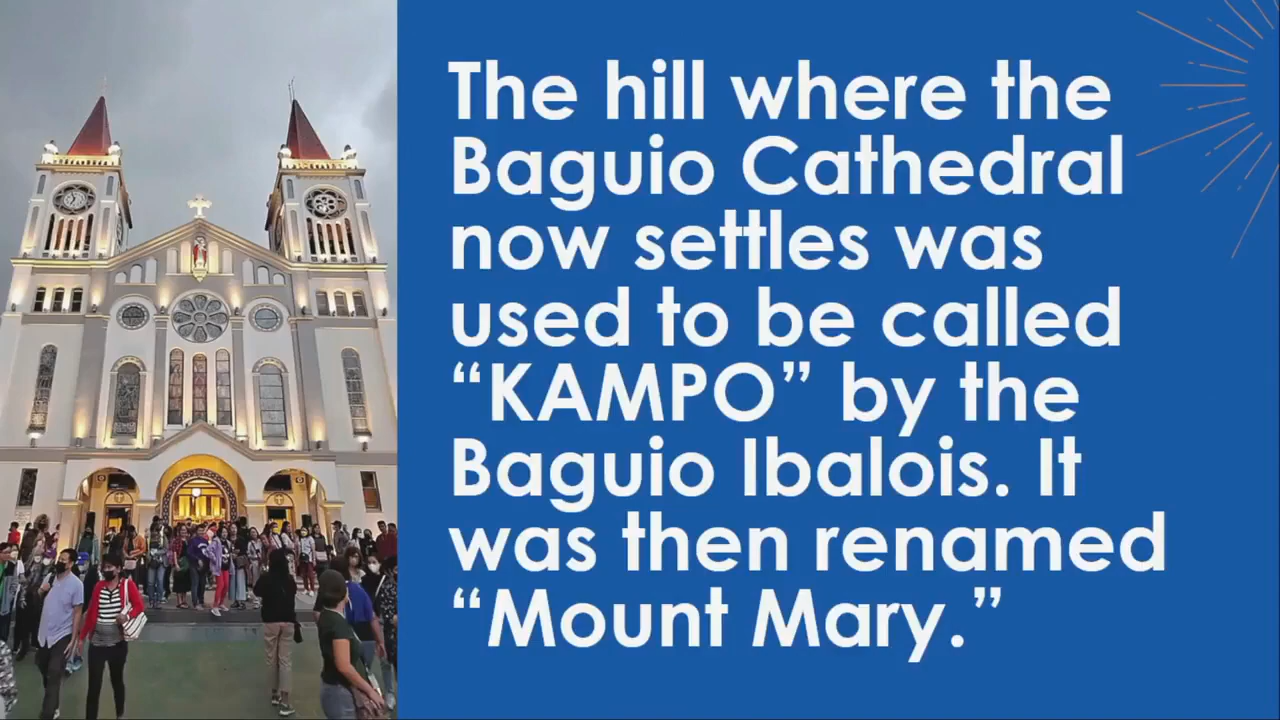 The hill where the
Baguio Cathedral
now settles was
used to be called
“KAMPO” by the
Baguio Ibalois. It
was then renamed
“Mount Mary.”